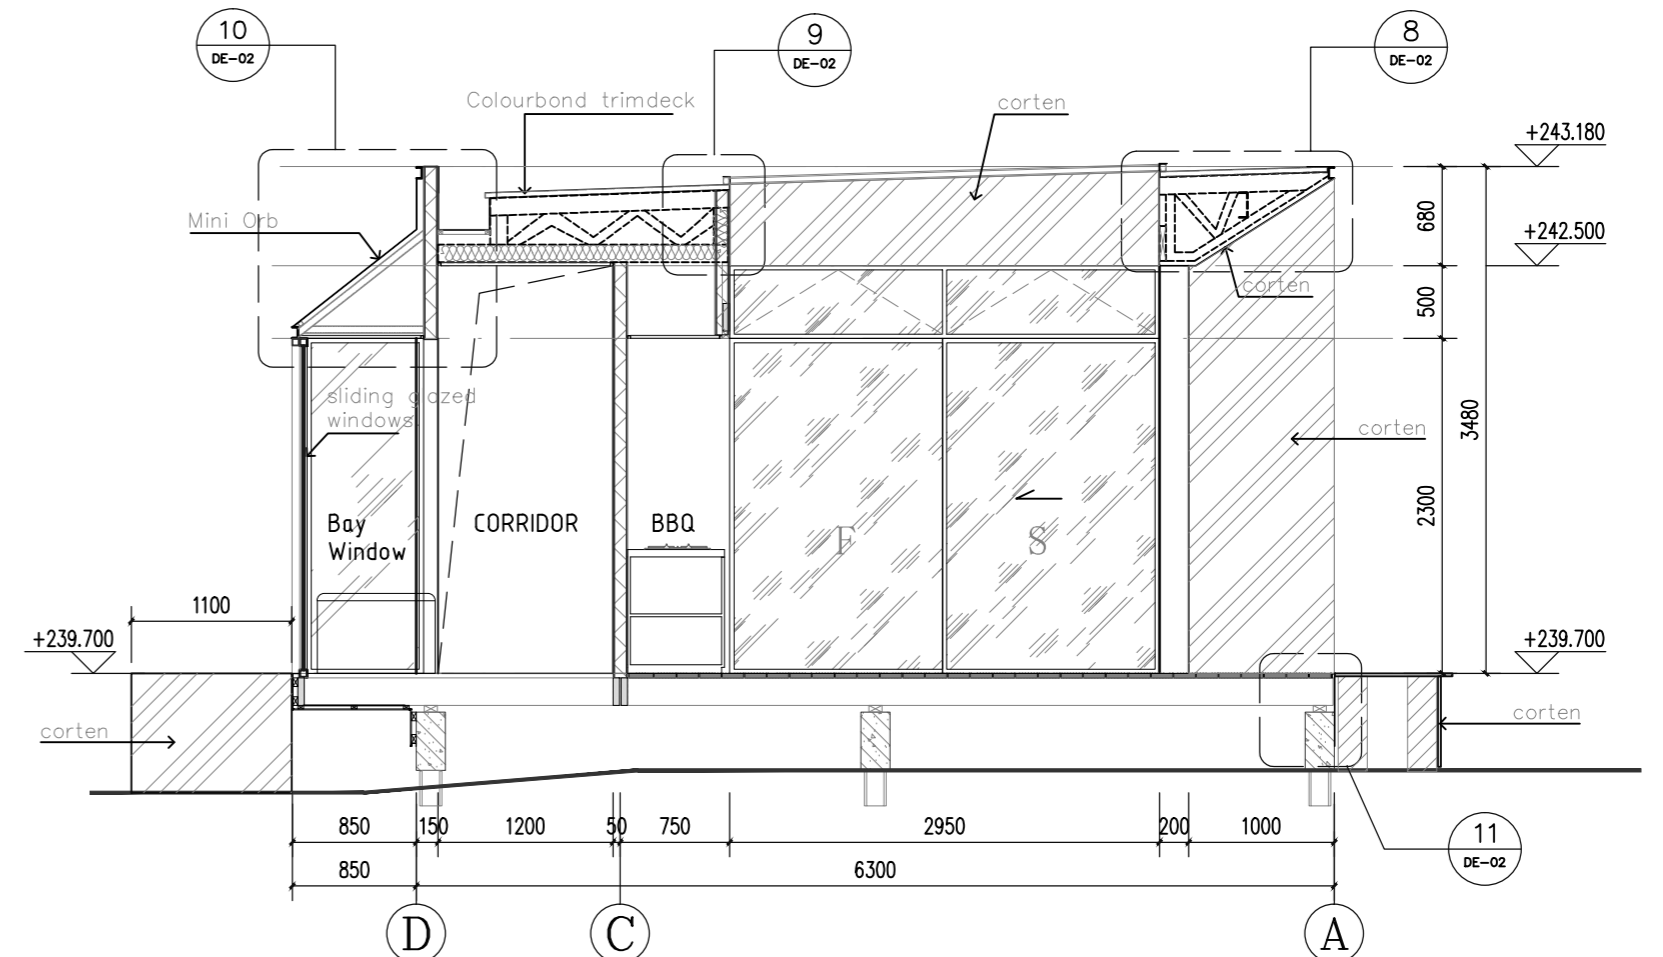 10
DE-02
9
DE-02
8
DE-02
Colourbond trimdeck
corten
+243.180
Mini Orb
680
+242.500
corten
500
sliding glazed
windows
3480
corten
2300
Bay
Window
CORRIDOR
BBQ
F
S
1100
+239.700
+239.700
corten
corten
850
150
1200
50
750
2950
200
1000
11
DE-02
850
6300
D
C
A